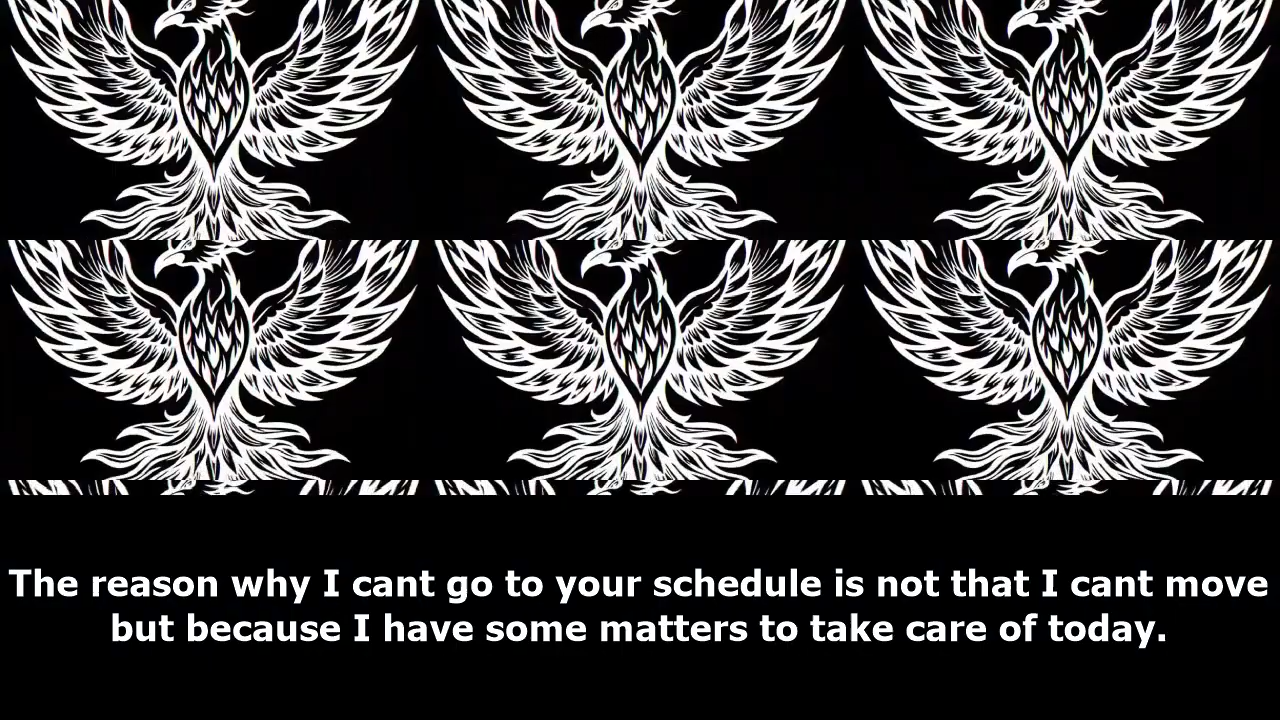 The reason why I cant go to your schedule is not that I cant move
but because I have some matters to take care of today.